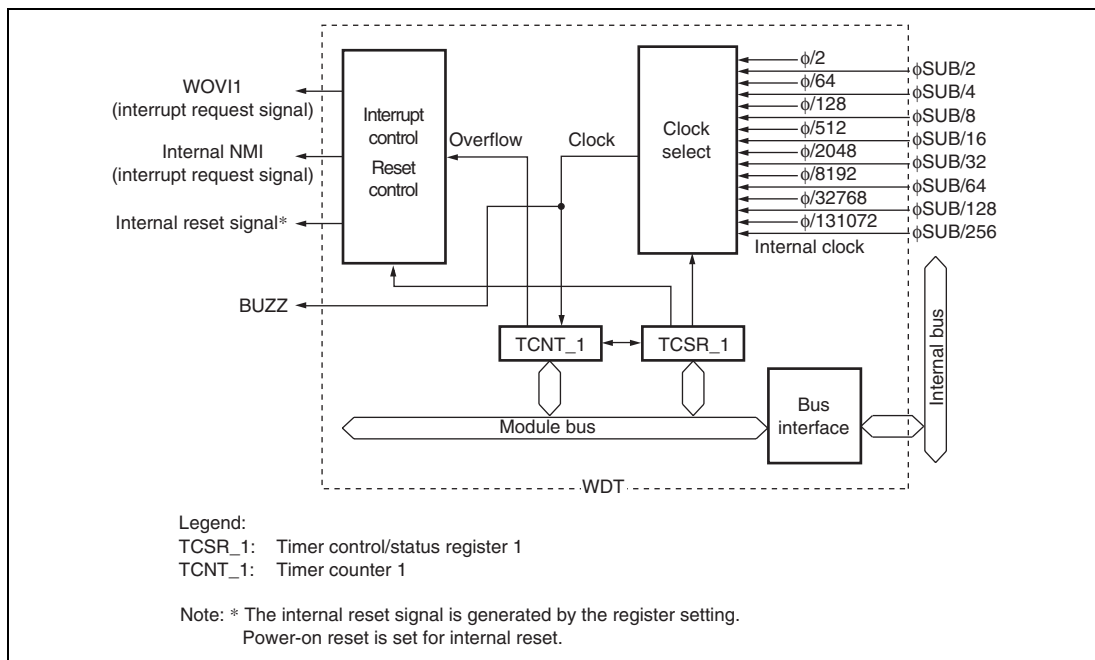 WOVI1
(interrupt request signal)
Internal NMI
(interrupt request signal)
Internal reset signal*
BUZZ
Interrupt
control
Reset
control
Overflow
Clock
Clock
select
ϕ/2
ϕ/64
ϕ/128
ϕ/512
ϕ/2048
ϕ/8192
ϕ/32768
ϕ/131072
Internal clock
ϕSUB/2
ϕSUB/4
ϕSUB/8
ϕSUB/16
ϕSUB/32
ϕSUB/64
ϕSUB/128
ϕSUB/256
TCNT_1
TCSR_1
Module bus
Bus
interface
Internal bus
WDT
Legend:
TCSR_1: Timer control/status register 1
TCNT_1: Timer counter 1
Note: * The internal reset signal is generated by the register setting.
Power-on reset is set for internal reset.